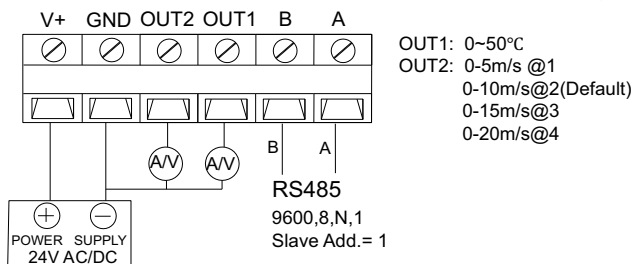 V+ GND OUT2 OUT1 B A
OUT1: 0~50℃
OUT2: 0-5m/s @1
0-10m/s@2(Default)
0-15m/s@3
0-20m/s@4
A/V A/V
B A
RS485
9600,8,N,1
Slave Add.= 1
+ −
POWER SUPPLY
24V AC/DC